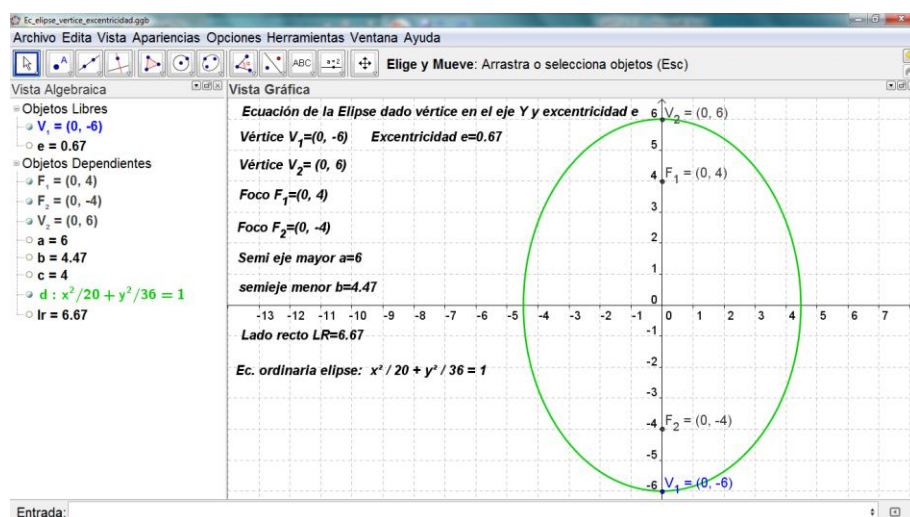 Ec_elipse_vertice_excentricidad.ggb
Archivo Edita Vista Apariencias Opciones Herramientas Ventana Ayuda
ABC a=2 Elige y Mueve: Arrastra o selecciona objetos (Esc)
Vista Algebraica
Objetos Libres
V₁ = (0, -6)
e = 0.67
Objetos Dependientes
F₁ = (0, 4)
F₂ = (0, -4)
V₂ = (0, 6)
a = 6
b = 4.47
c = 4
d : x²/20 + y²/36 = 1
lr = 6.67
Vista Gráfica
Ecuación de la Elipse dado vértice en el eje Y y excentricidad e
Vértice V₁=(0, -6) Excentricidad e=0.67
Vértice V₂= (0, 6)
Foco F₁=(0, 4)
Foco F₂=(0, -4)
Semi eje mayor a=6
semieje menor b=4.47
Lado recto LR=6.67
Ec. ordinaria elipse: x² / 20 + y² / 36 = 1
6 V₂ = (0, 6)
5
4 F₁ = (0, 4)
3
2
1
0
-13 -12 -11 -10 -9 -8 -7 -6 -5 -4 -3 -2 -1 0 1 2 3 4 5 6 7
-1
-2
-3
-4 F₂ = (0, -4)
-5
-6 V₁ = (0, -6)
Entrada: